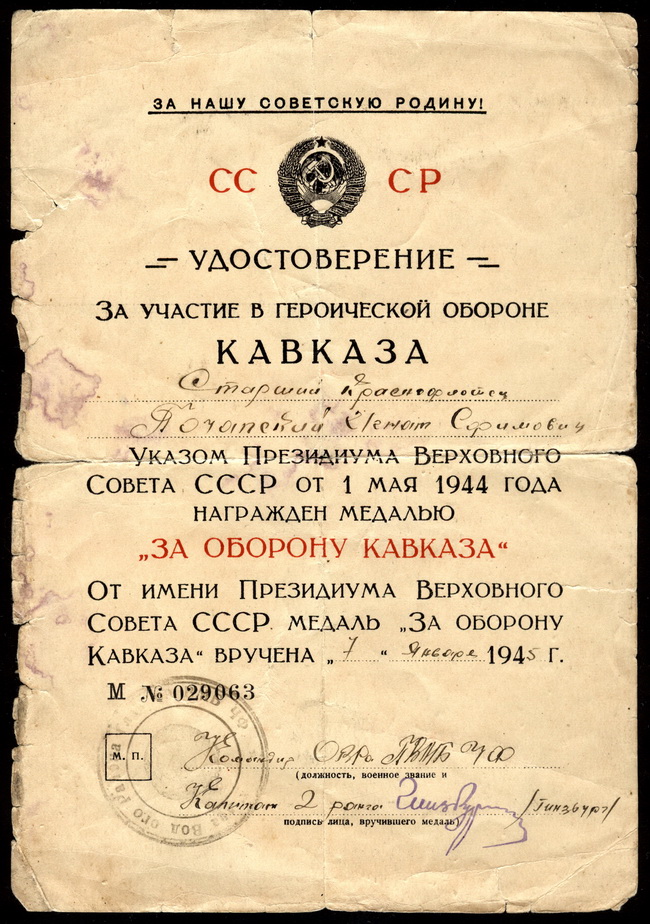 ЗА НАШУ СОВЕТСКУЮ РОДИНУ!
СС СР
УДОСТОВЕРЕНИЕ
ЗА УЧАСТИЕ В ГЕРОИЧЕСКОЙ ОБОРОНЕ
КАВКАЗА
Старший Краснофлотец
Ефимович
УКАЗОМ ПРЕЗИДИУМА ВЕРХОВНОГО
СОВЕТА СССР ОТ 1 МАЯ 1944 ГОДА
НАГРАЖДЕН МЕДАЛЬЮ
„ЗА ОБОРОНУ КАВКАЗА“
ОТ ИМЕНИ ПРЕЗИДИУМА ВЕРХОВНОГО
СОВЕТА СССР МЕДАЛЬ „ЗА ОБОРОНУ
КАВКАЗА“ ВРУЧЕНА „7“ Января 1945 Г.
М № 029063
М. П.
Командир ПВМБ ЧФ
(должность, военное звание и
Капитан 2 ранга /Гинзбург/
подпись лица, вручившего медаль)